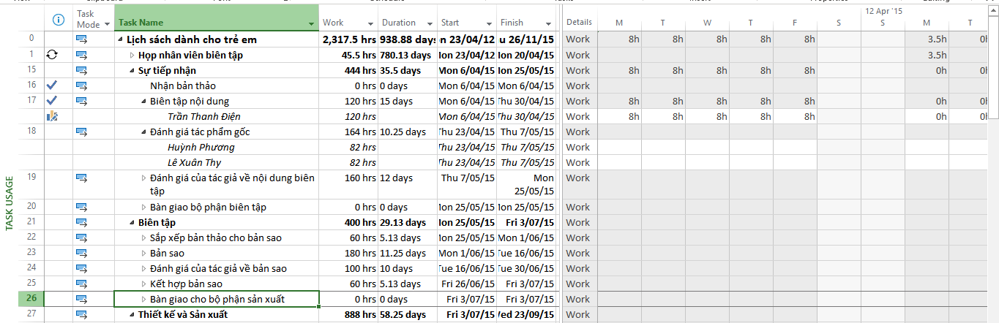 12 Apr '15
Task Mode Task Name Work Duration Start Finish Details M T W T F S S M T
0 Lịch sách dành cho trẻ em 2,317.5 hrs 938.88 days n 23/04/12 u 26/11/15 Work 8h 8h 8h 8h 8h 3.5h 0h
1 Họp nhân viên biên tập 45.5 hrs 780.13 days Mon 23/04/12 Mon 20/04/15 Work 3.5h
15 Sự tiếp nhận 444 hrs 35.5 days Mon 6/04/15 Mon 25/05/15 Work 8h 8h 8h 8h 8h 0h 0h
16 Nhận bản thảo 0 hrs 0 days Mon 6/04/15 Mon 6/04/15 Work
17 Biên tập nội dung 120 hrs 15 days Mon 6/04/15 Thu 30/04/15 Work 8h 8h 8h 8h 8h 0h 0h
Trần Thanh Điện 120 hrs Mon 6/04/15 Thu 30/04/15 Work 8h 8h 8h 8h 8h 0h 0h
18 Đánh giá tác phẩm gốc 164 hrs 10.25 days Thu 23/04/15 Thu 7/05/15 Work
Huỳnh Phương 82 hrs Thu 23/04/15 Thu 7/05/15 Work
Lê Xuân Thy 82 hrs Thu 23/04/15 Thu 7/05/15 Work
19 Đánh giá của tác giả về nội dung biên 160 hrs 12 days Thu 7/05/15 Mon Work
tập 25/05/15
20 Bàn giao bộ phận biên tập 0 hrs 0 days Mon 25/05/15 Mon 25/05/15 Work
21 Biên tập 400 hrs 29.13 days Mon 25/05/15 Fri 3/07/15 Work
22 Sắp xếp bản thảo cho bản sao 60 hrs 5.13 days Mon 25/05/15 Mon 1/06/15 Work
23 Bản sao 180 hrs 11.25 days Mon 1/06/15 Tue 16/06/15 Work
24 Đánh giá của tác giả về bản sao 100 hrs 10 days Tue 16/06/15 Tue 30/06/15 Work
25 Kết hợp bản sao 60 hrs 5.13 days Fri 26/06/15 Fri 3/07/15 Work
26 Bàn giao cho bộ phận sản xuất 0 hrs 0 days Fri 3/07/15 Fri 3/07/15 Work
27 Thiết kế và Sản xuất 888 hrs 58.25 days Fri 3/07/15 Wed 23/09/15 Work
TASK USAGE